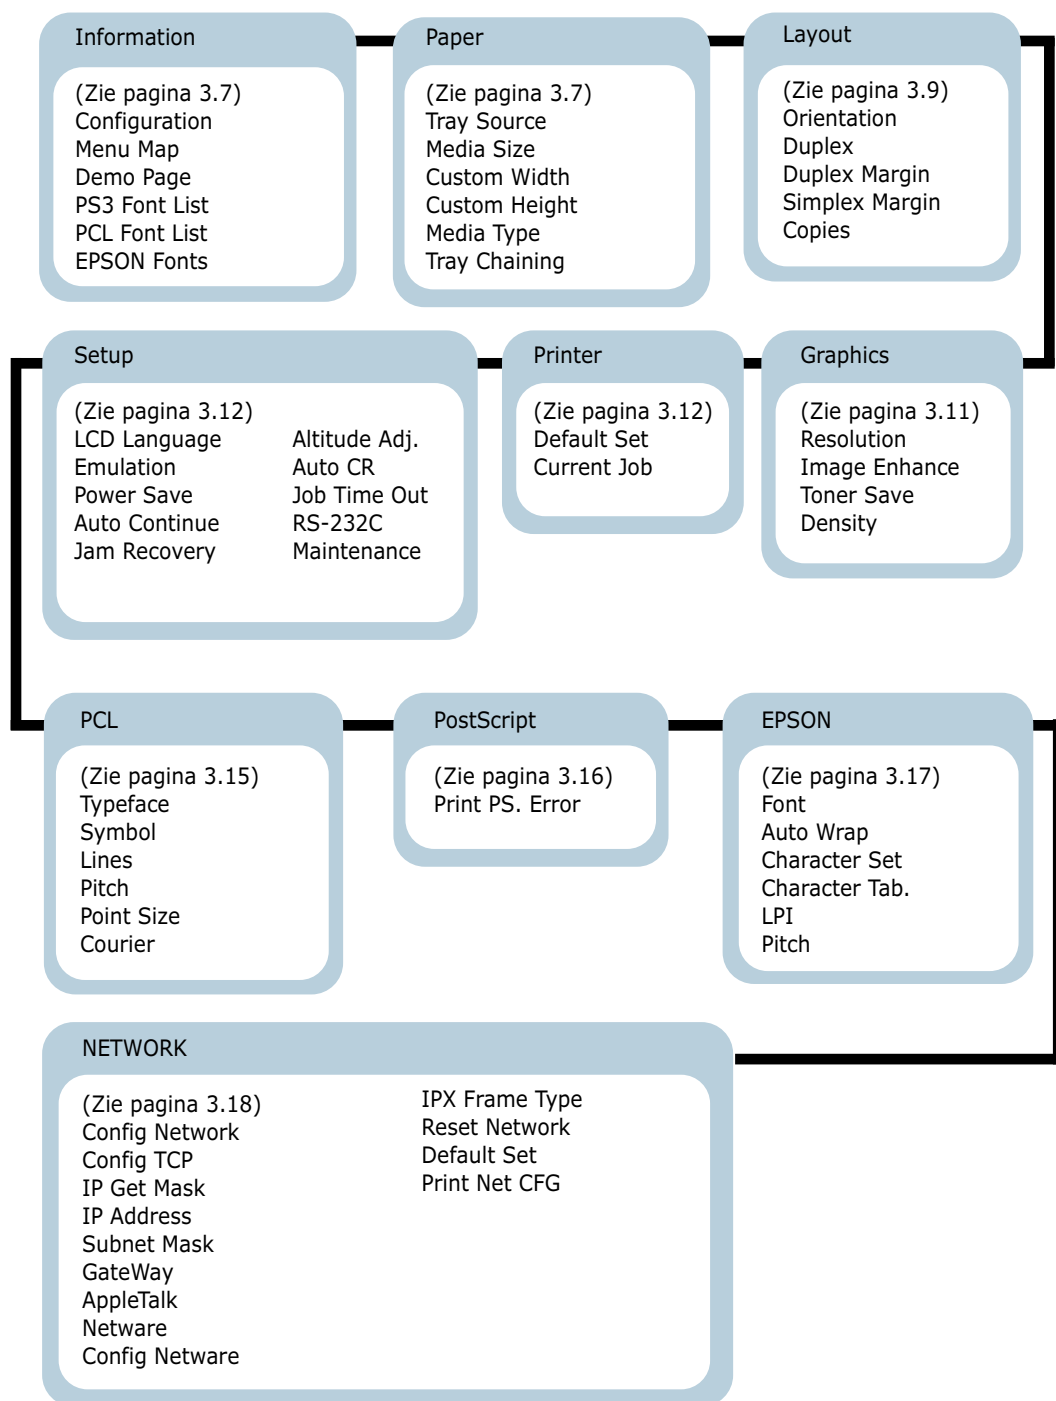 Information
(Zie pagina 3.7)
Configuration
Menu Map
Demo Page
PS3 Font List
PCL Font List
EPSON Fonts
Paper
(Zie pagina 3.7)
Tray Source
Media Size
Custom Width
Custom Height
Media Type
Tray Chaining
Layout
(Zie pagina 3.9)
Orientation
Duplex
Duplex Margin
Simplex Margin
Copies
Setup
(Zie pagina 3.12)
LCD Language
Emulation
Power Save
Auto Continue
Jam Recovery
Altitude Adj.
Auto CR
Job Time Out
RS-232C
Maintenance
Printer
(Zie pagina 3.12)
Default Set
Current Job
Graphics
(Zie pagina 3.11)
Resolution
Image Enhance
Toner Save
Density
PCL
(Zie pagina 3.15)
Typeface
Symbol
Lines
Pitch
Point Size
Courier
PostScript
(Zie pagina 3.16)
Print PS. Error
EPSON
(Zie pagina 3.17)
Font
Auto Wrap
Character Set
Character Tab.
LPI
Pitch
NETWORK
(Zie pagina 3.18)
Config Network
Config TCP
IP Get Mask
IP Address
Subnet Mask
GateWay
AppleTalk
Netware
Config Netware
IPX Frame Type
Reset Network
Default Set
Print Net CFG